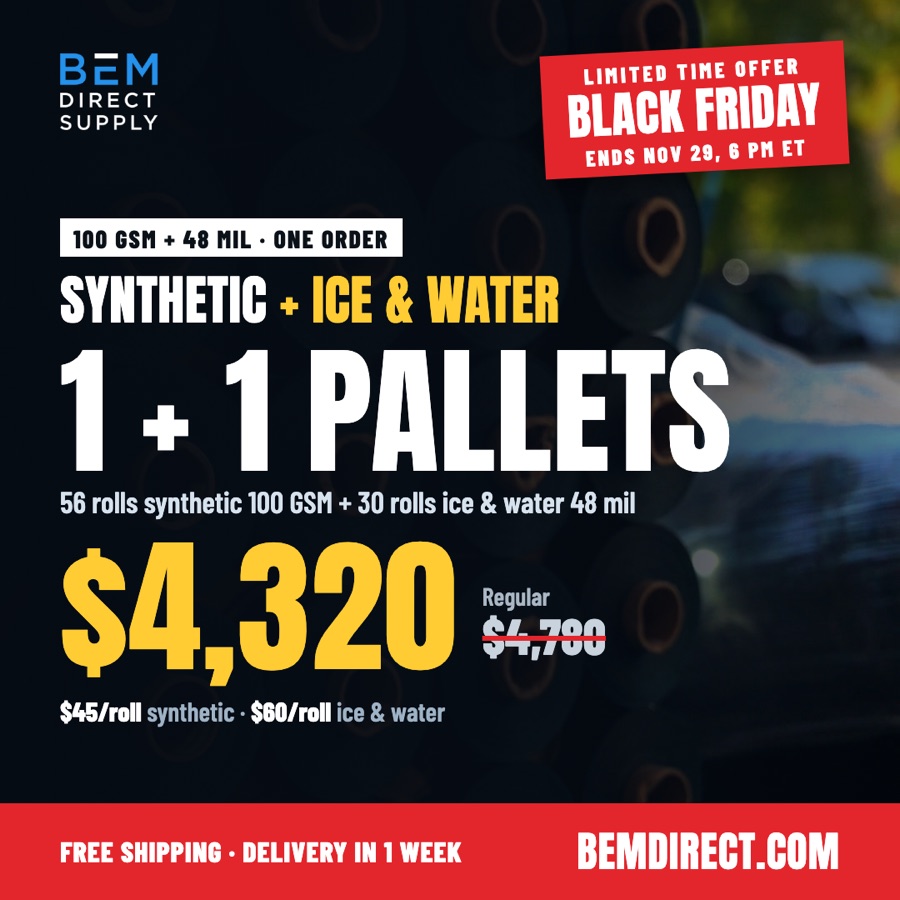 BEM
DIRECT
SUPPLY
LIMITED TIME OFFER
BLACK FRIDAY
ENDS NOV 29, 6 PM ET
100 GSM + 48 MIL · ONE ORDER
SYNTHETIC + ICE & WATER
1 + 1 PALLETS
56 rolls synthetic 100 GSM + 30 rolls ice & water 48 mil
$4,320
Regular
$4,780
$45/roll synthetic · $60/roll ice & water
FREE SHIPPING · DELIVERY IN 1 WEEK
BEMDIRECT.COM